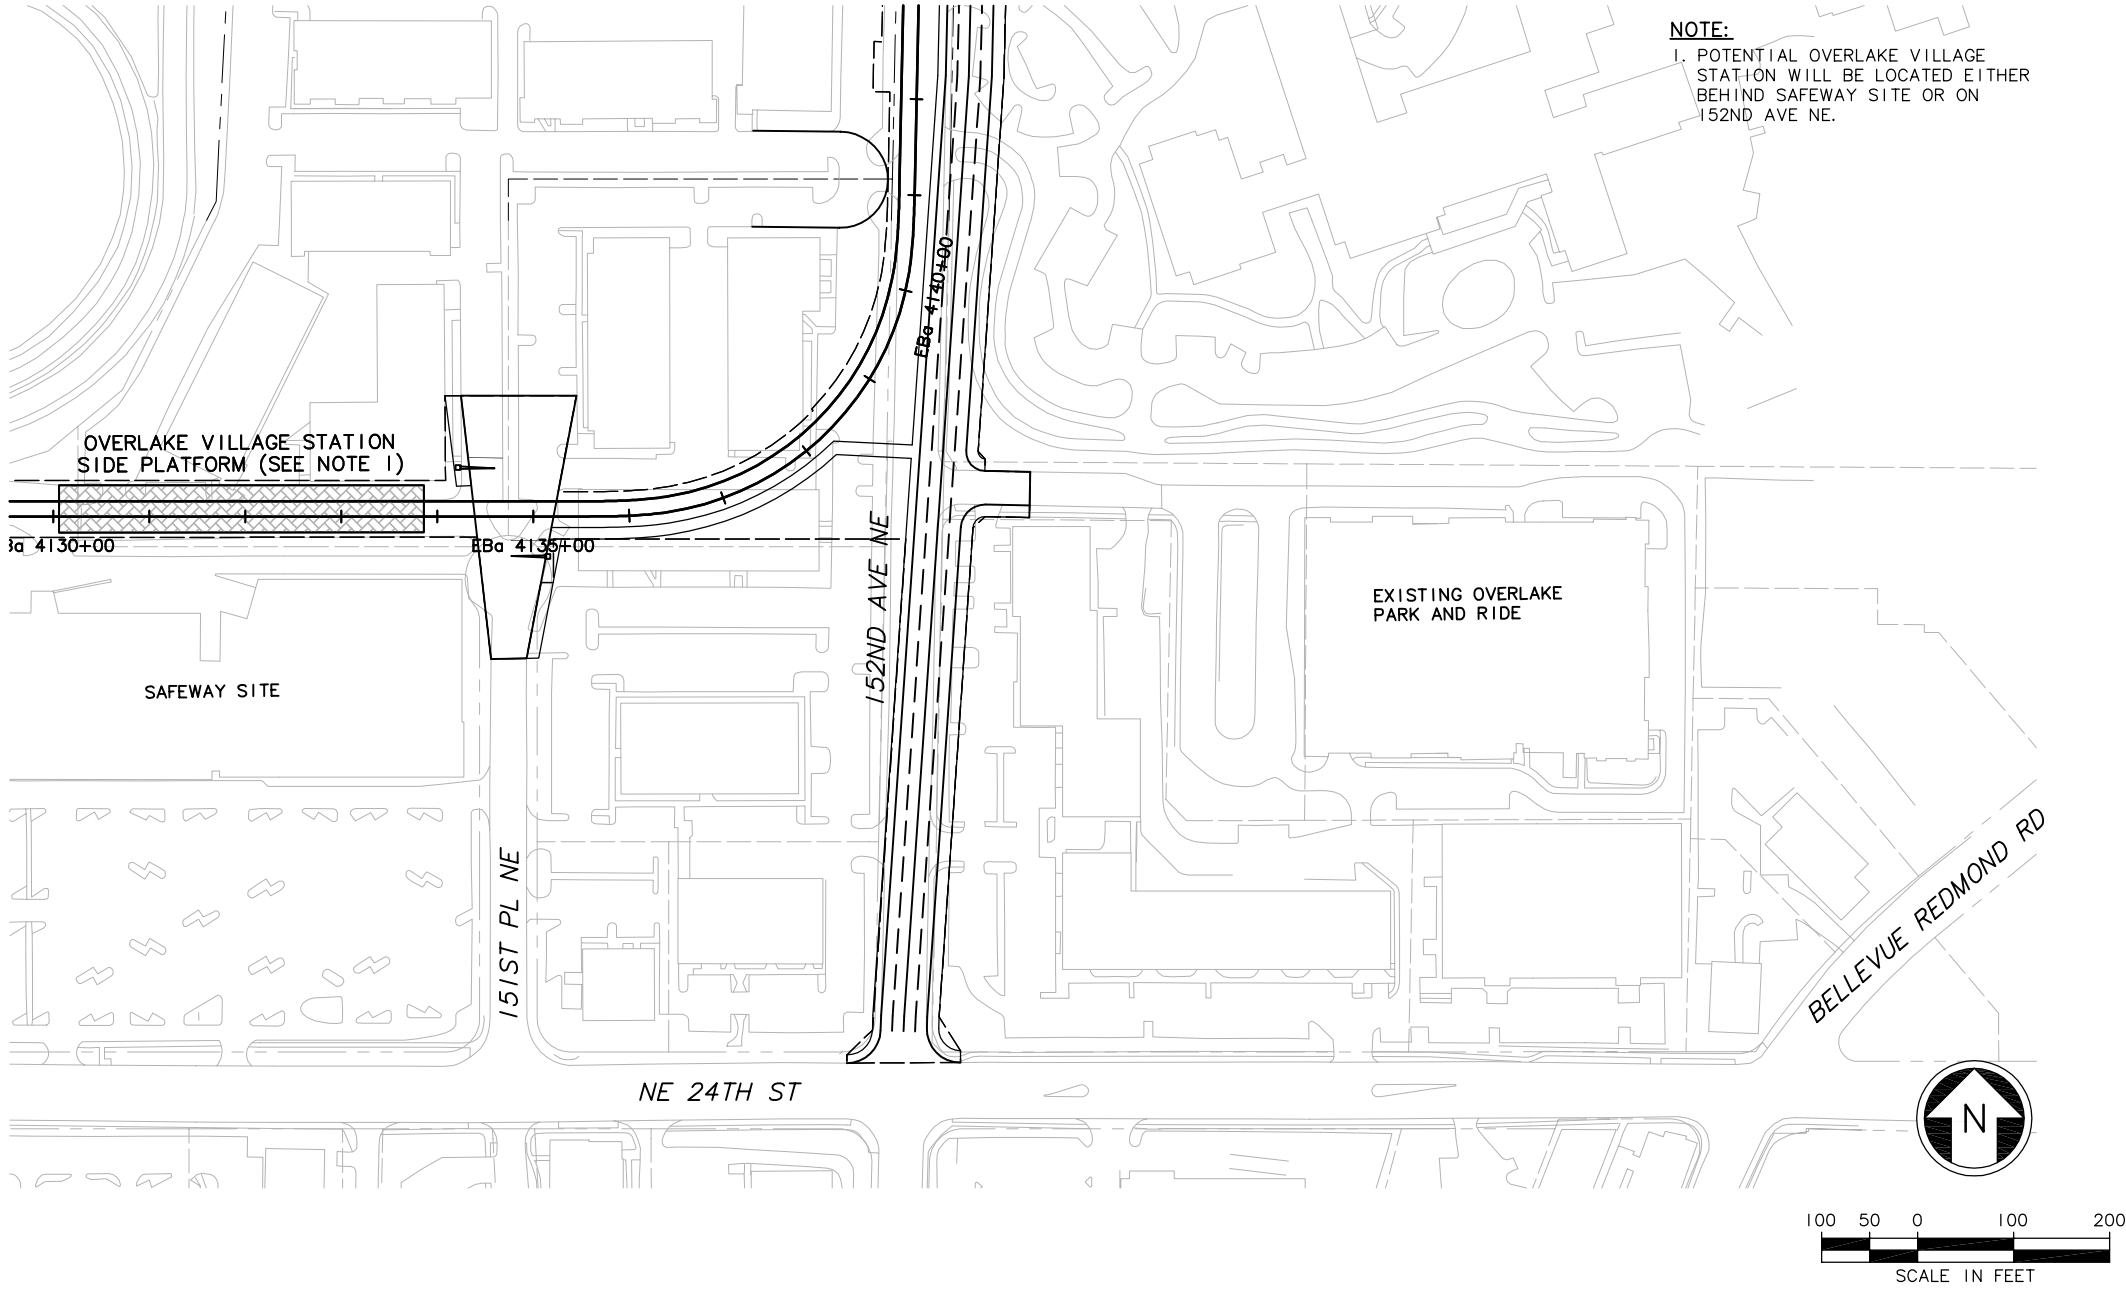 NOTE:
1. POTENTIAL OVERLAKE VILLAGE
STATION WILL BE LOCATED EITHER
BEHIND SAFEWAY SITE OR ON
152ND AVE NE.
EBa 4140+00
OVERLAKE VILLAGE STATION
SIDE PLATFORM (SEE NOTE 1)
Ba 4130+00
EBa 4135+00
152ND AVE NE
EXISTING OVERLAKE
PARK AND RIDE
SAFEWAY SITE
151ST PL NE
BELLEVUE REDMOND RD
NE 24TH ST
N
100 50 0 100 200
SCALE IN FEET